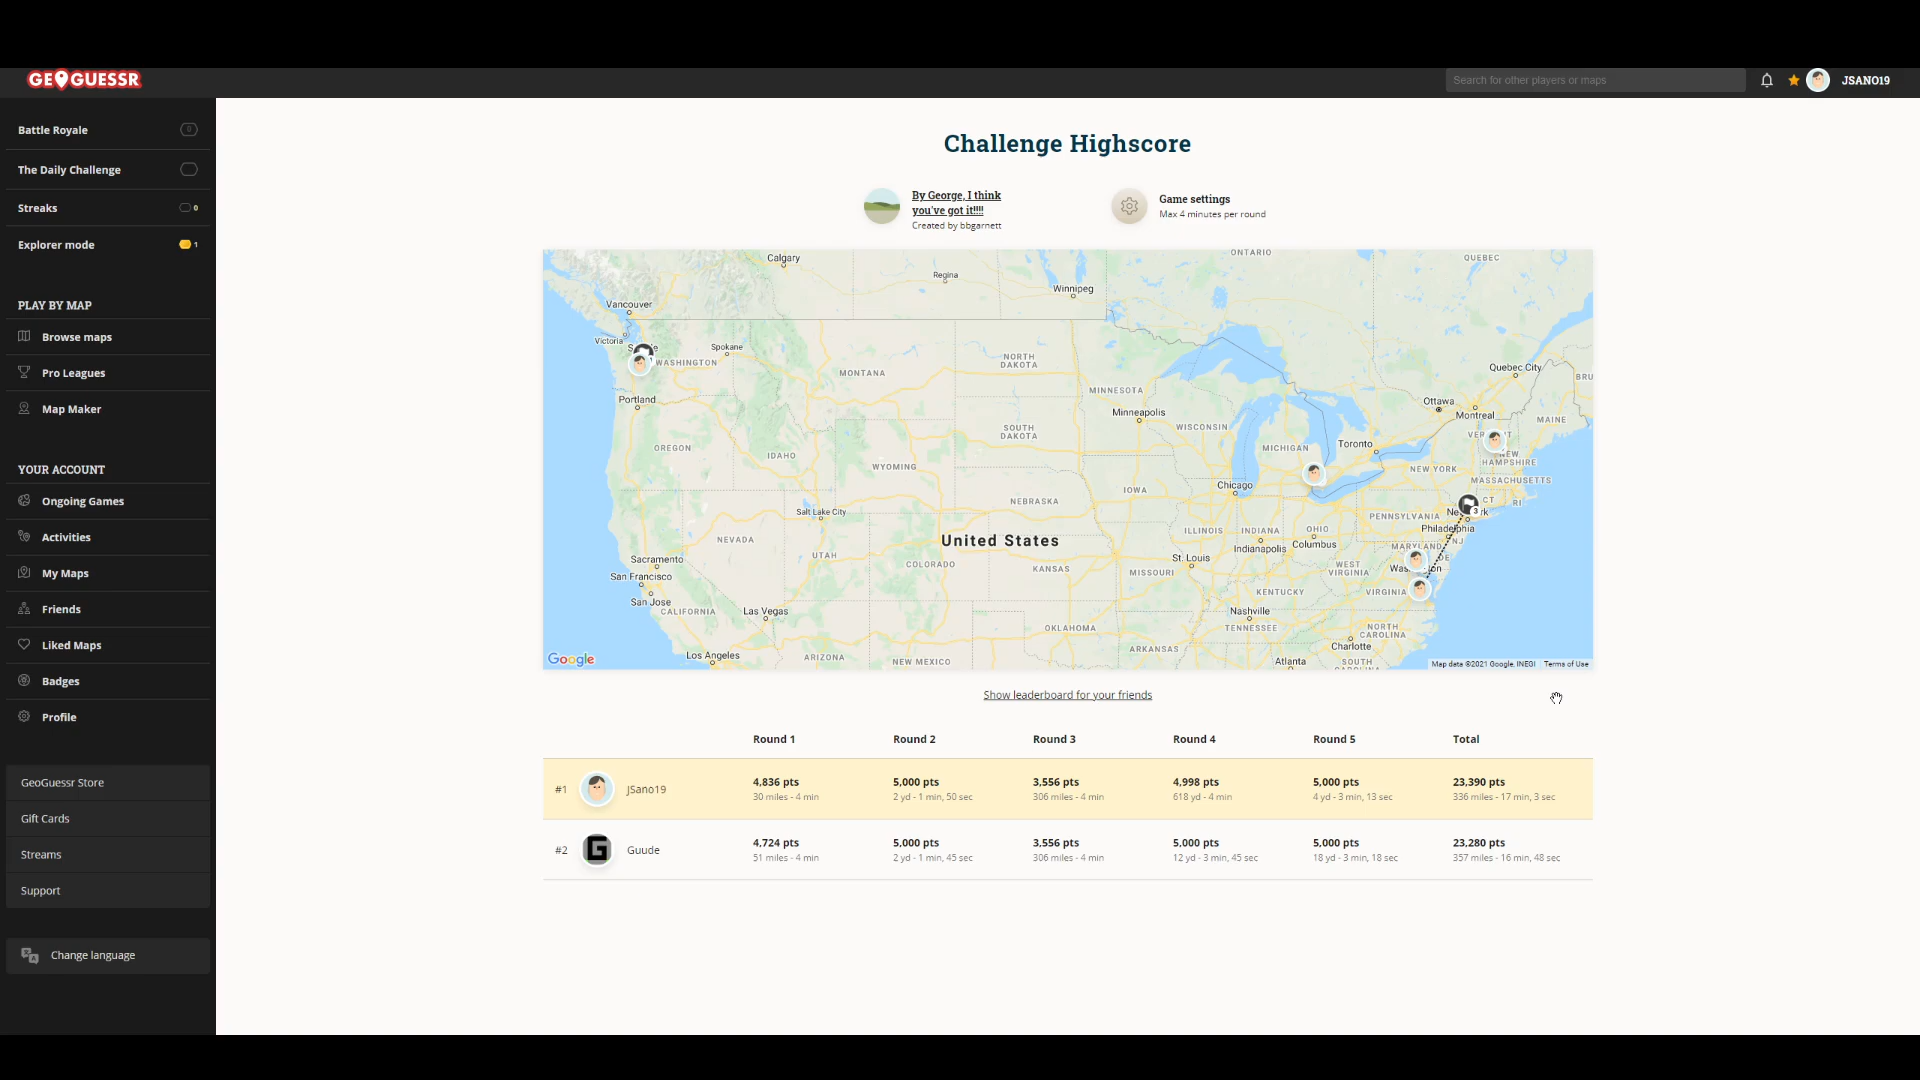 GEOGUESSR
Search for other players or maps
JSANO19
Battle Royale 0
The Daily Challenge
Streaks 0
Explorer mode 1
PLAY BY MAP
Browse maps
Pro Leagues
Map Maker
YOUR ACCOUNT
Ongoing Games
Activities
My Maps
Friends
Liked Maps
Badges
Profile
GeoGuessr Store
Gift Cards
Streams
Support
Change language
Challenge Highscore
By George, I think
you've got it!!!!
Created by bbgarnett
Game settings
Max 4 minutes per round
Calgary
ONTARIO
QUEBEC
Regina
Winnipeg
Vancouver
Victoria
Spokane
WASHINGTON
1
NORTH
DAKOTA
MONTANA
Quebec City
MINNESOTA
Portland
Ottawa
Montreal
MAINE
Minneapolis
SOUTH
DAKOTA
WISCONSIN
OREGON
MICHIGAN
Toronto
IDAHO
WYOMING
NEW YORK
NEW
HAMPSHIRE
MASSACHUSETTS
Chicago
IOWA
CT
RI
NEBRASKA
3
Salt Lake City
PENNSYLVANIA
Philadelphia
ILLINOIS
INDIANA
OHIO
NEVADA
United States
NJ
UTAH
Indianapolis
Columbus
MARYLAND
DE
Sacramento
COLORADO
KANSAS
St. Louis
MISSOURI
WEST
VIRGINIA
San Francisco
KENTUCKY
VIRGINIA
San Jose
CALIFORNIA
Las Vegas
Nashville
TENNESSEE
OKLAHOMA
NORTH
CAROLINA
ARKANSAS
Charlotte
Los Angeles
ARIZONA
NEW MEXICO
Atlanta
SOUTH
CAROLINA
Google
Map data ©2021 Google, INEGI
Terms of Use
Show leaderboard for your friends
Round 1 Round 2 Round 3 Round 4 Round 5 Total
#1 JSano19
4,836 pts 5,000 pts 3,556 pts 4,998 pts 5,000 pts 23,390 pts
30 miles - 4 min 2 yd - 1 min, 50 sec 306 miles - 4 min 618 yd - 4 min 4 yd - 3 min, 13 sec 336 miles - 17 min, 3 sec
#2 G Guude
4,724 pts 5,000 pts 3,556 pts 5,000 pts 5,000 pts 23,280 pts
51 miles - 4 min 2 yd - 1 min, 45 sec 306 miles - 4 min 12 yd - 3 min, 45 sec 18 yd - 3 min, 18 sec 357 miles - 16 min, 48 sec